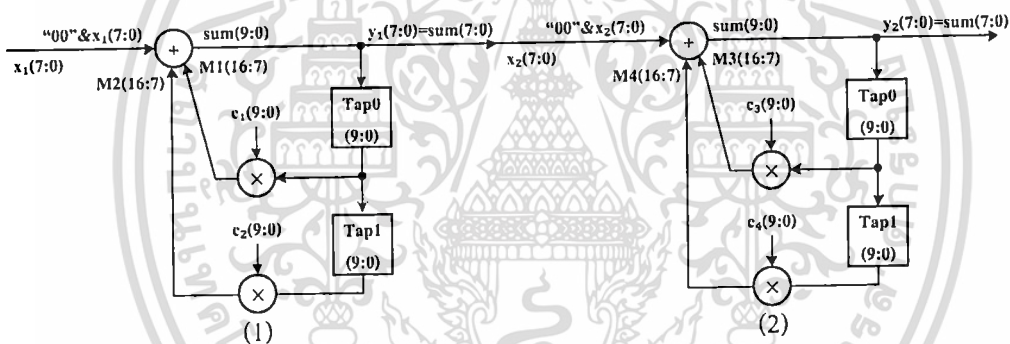 "00"&x₁(7:0)
x₁(7:0)
+
sum(9:0)
y₁(7:0)=sum(7:0)
M1(16:7)
M2(16:7)
Tap0
(9:0)
c₁(9:0)
×
Tap1
(9:0)
c₂(9:0)
×
(1)
"00"&x₂(7:0)
x₂(7:0)
+
sum(9:0)
y₂(7:0)=sum(7:0)
M3(16:7)
M4(16:7)
Tap0
(9:0)
c₃(9:0)
×
Tap1
(9:0)
c₄(9:0)
×
(2)